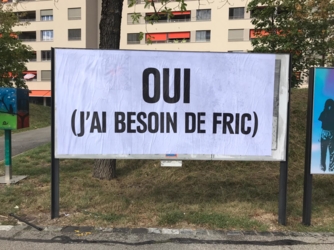 OUI
(J'AI BESOIN DE FRIC)